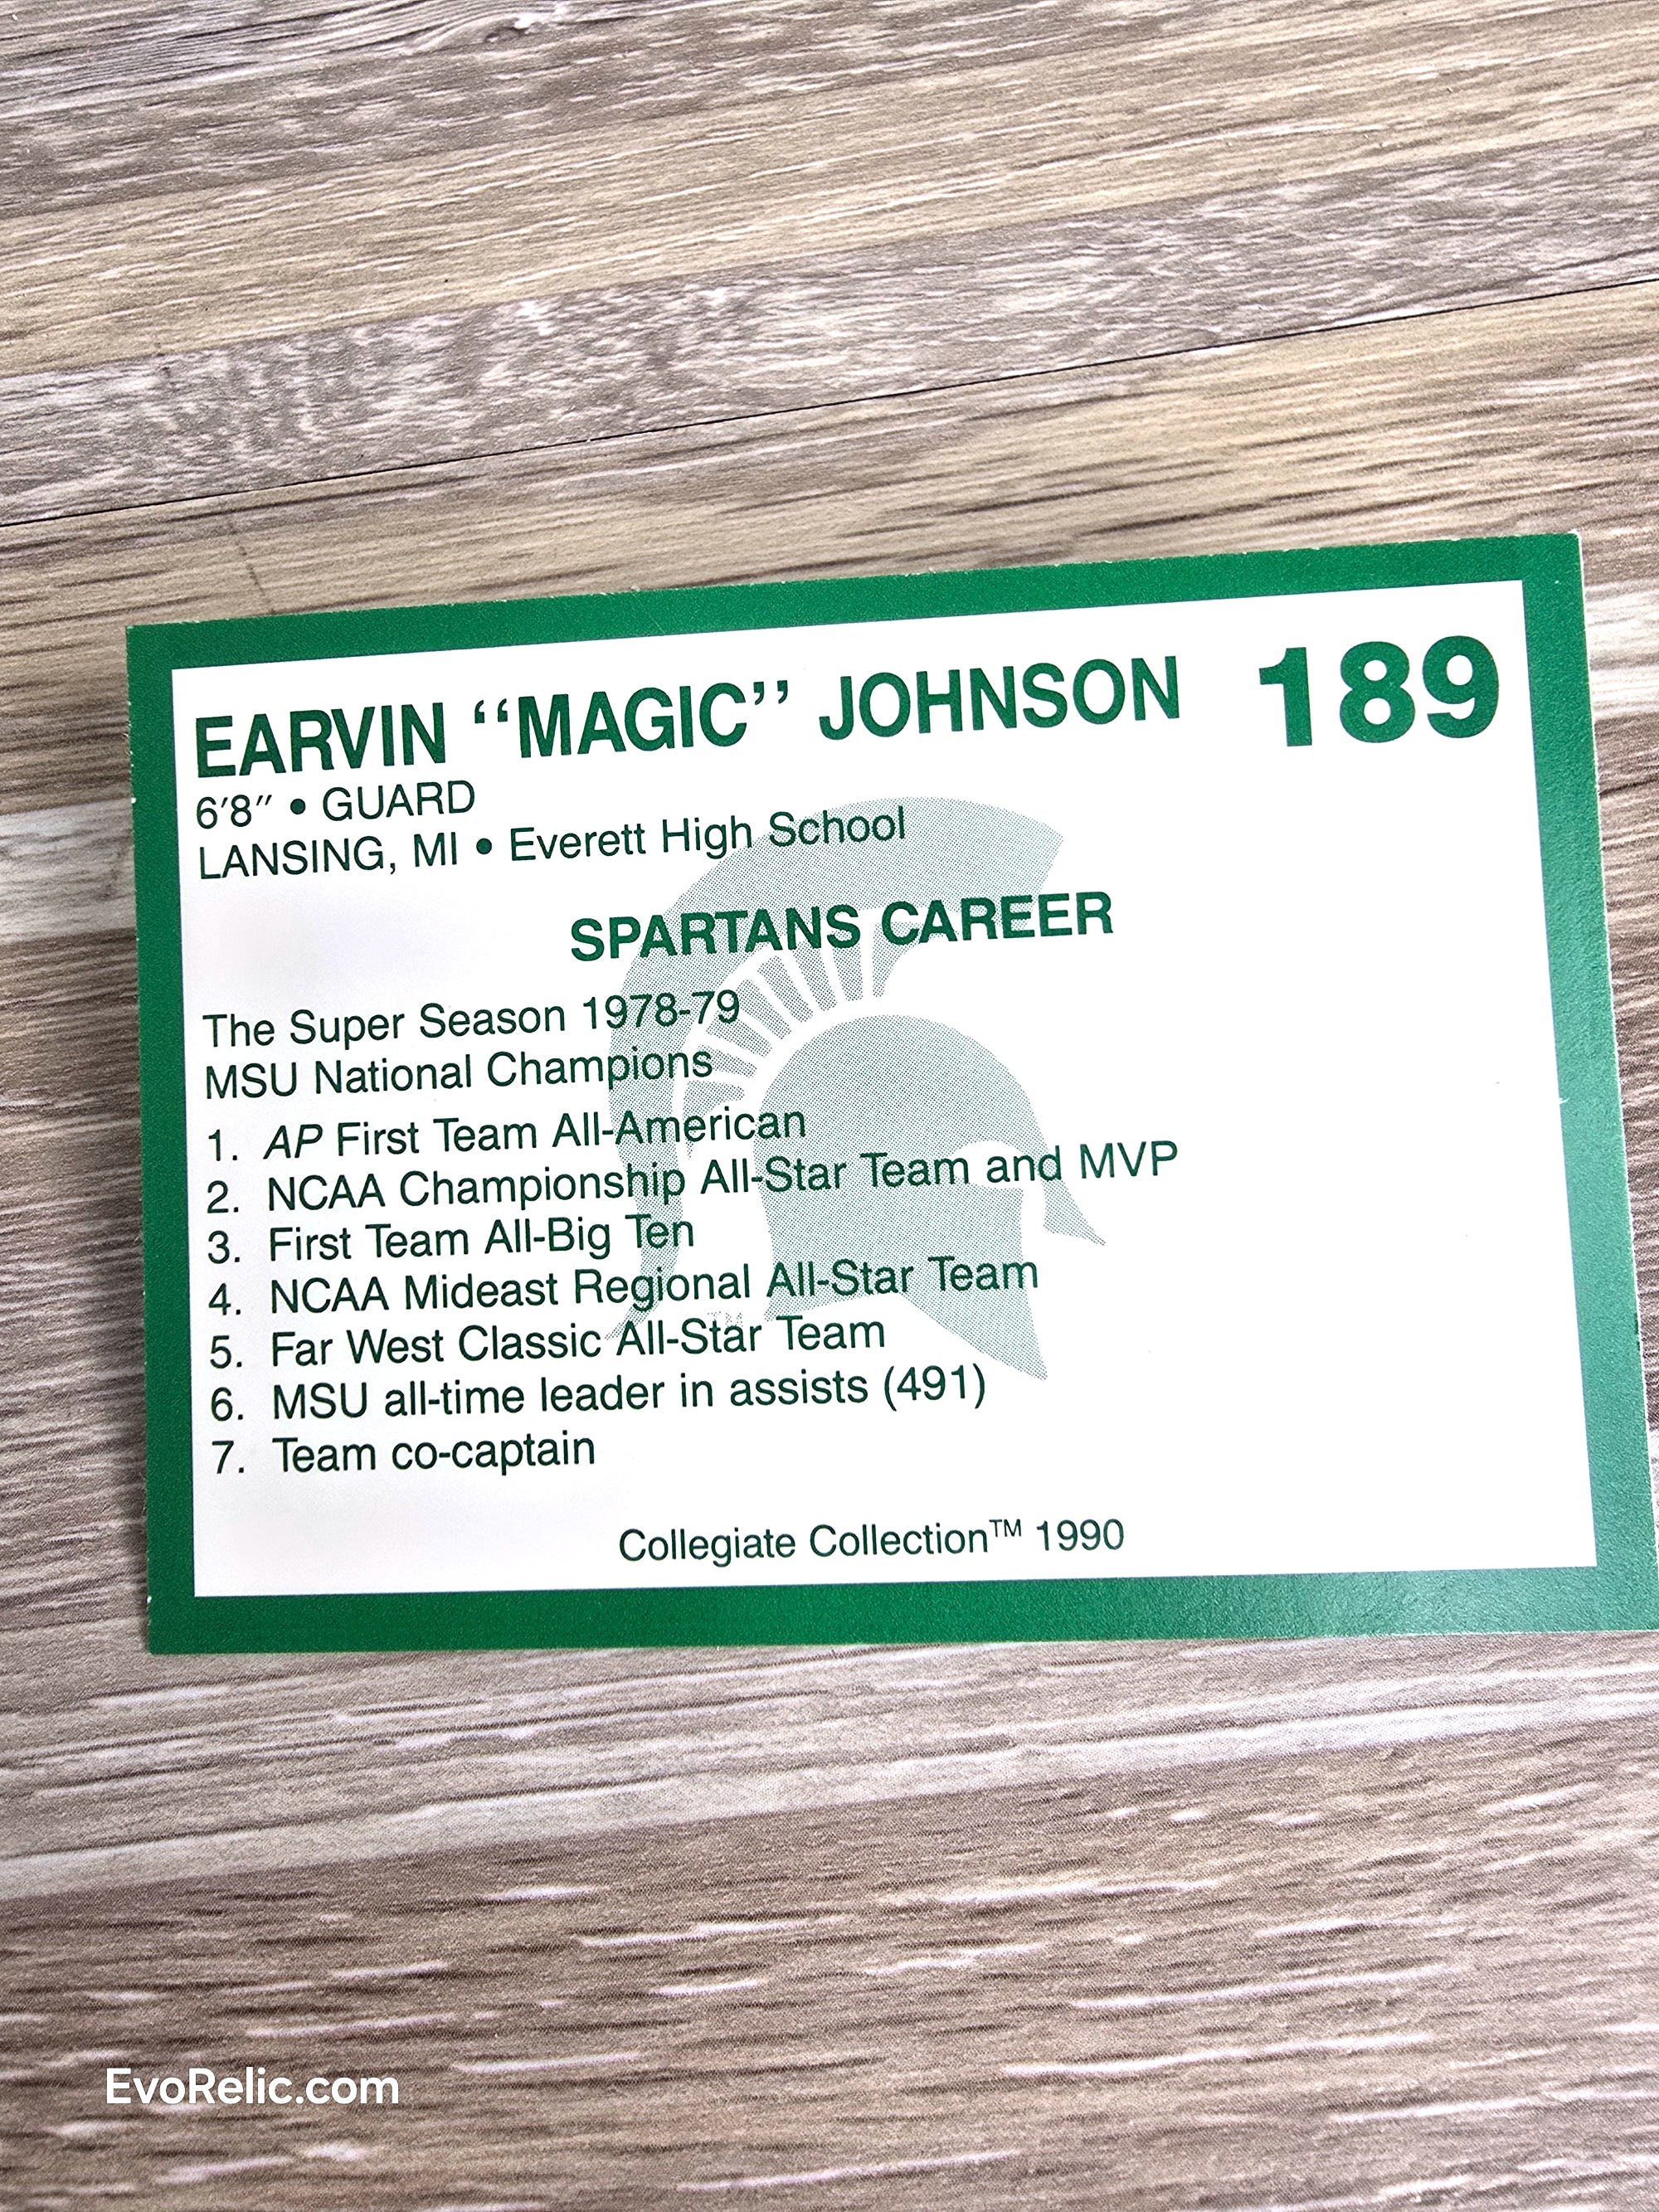 EARVIN “MAGIC” JOHNSON 189
6′8″ • GUARD
LANSING, MI • Everett High School
SPARTANS CAREER
The Super Season 1978-79
MSU National Champions
1. AP First Team All-American
2. NCAA Championship All-Star Team and MVP
3. First Team All-Big Ten
4. NCAA Mideast Regional All-Star Team
5. Far West Classic All-Star Team
6. MSU all-time leader in assists (491)
7. Team co-captain
Collegiate Collection™ 1990
EvoRelic.com